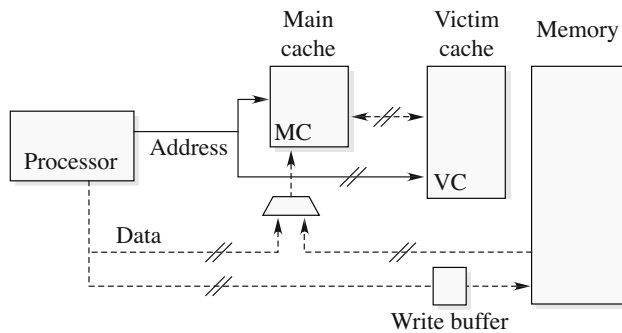 Main
cache
Victim
cache
Memory
MC
Processor
Address
VC
Data
Write buffer